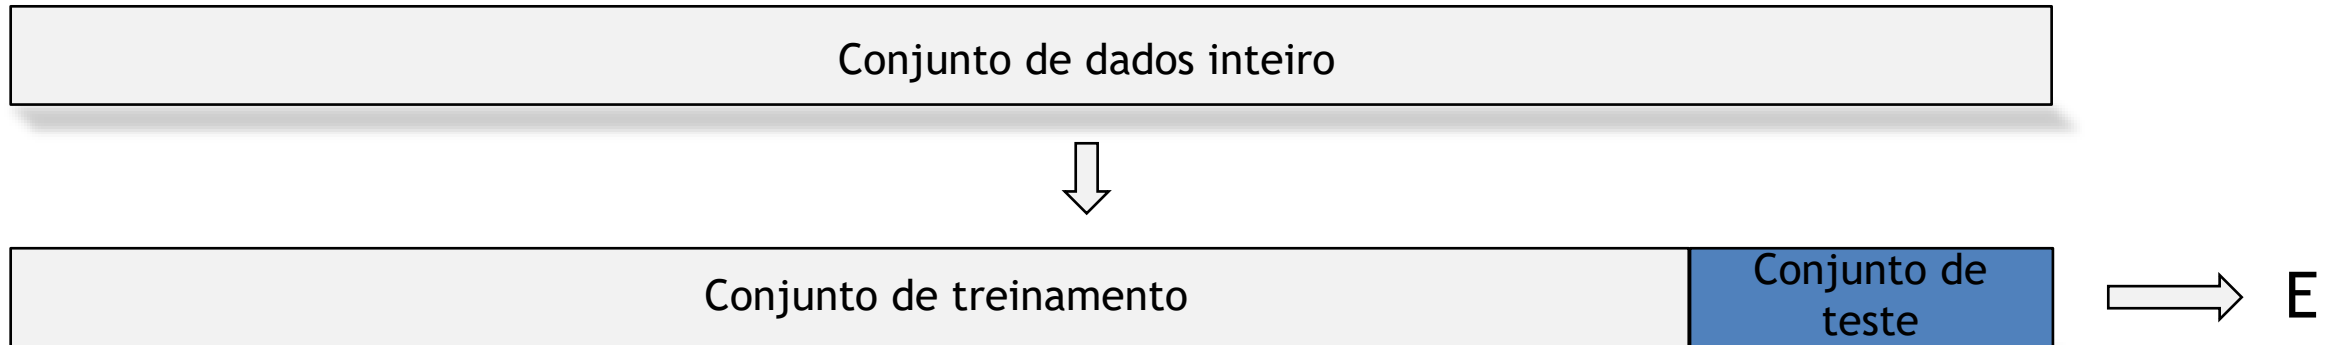 Conjunto de dados inteiro
Conjunto de treinamento
Conjunto de
teste
E